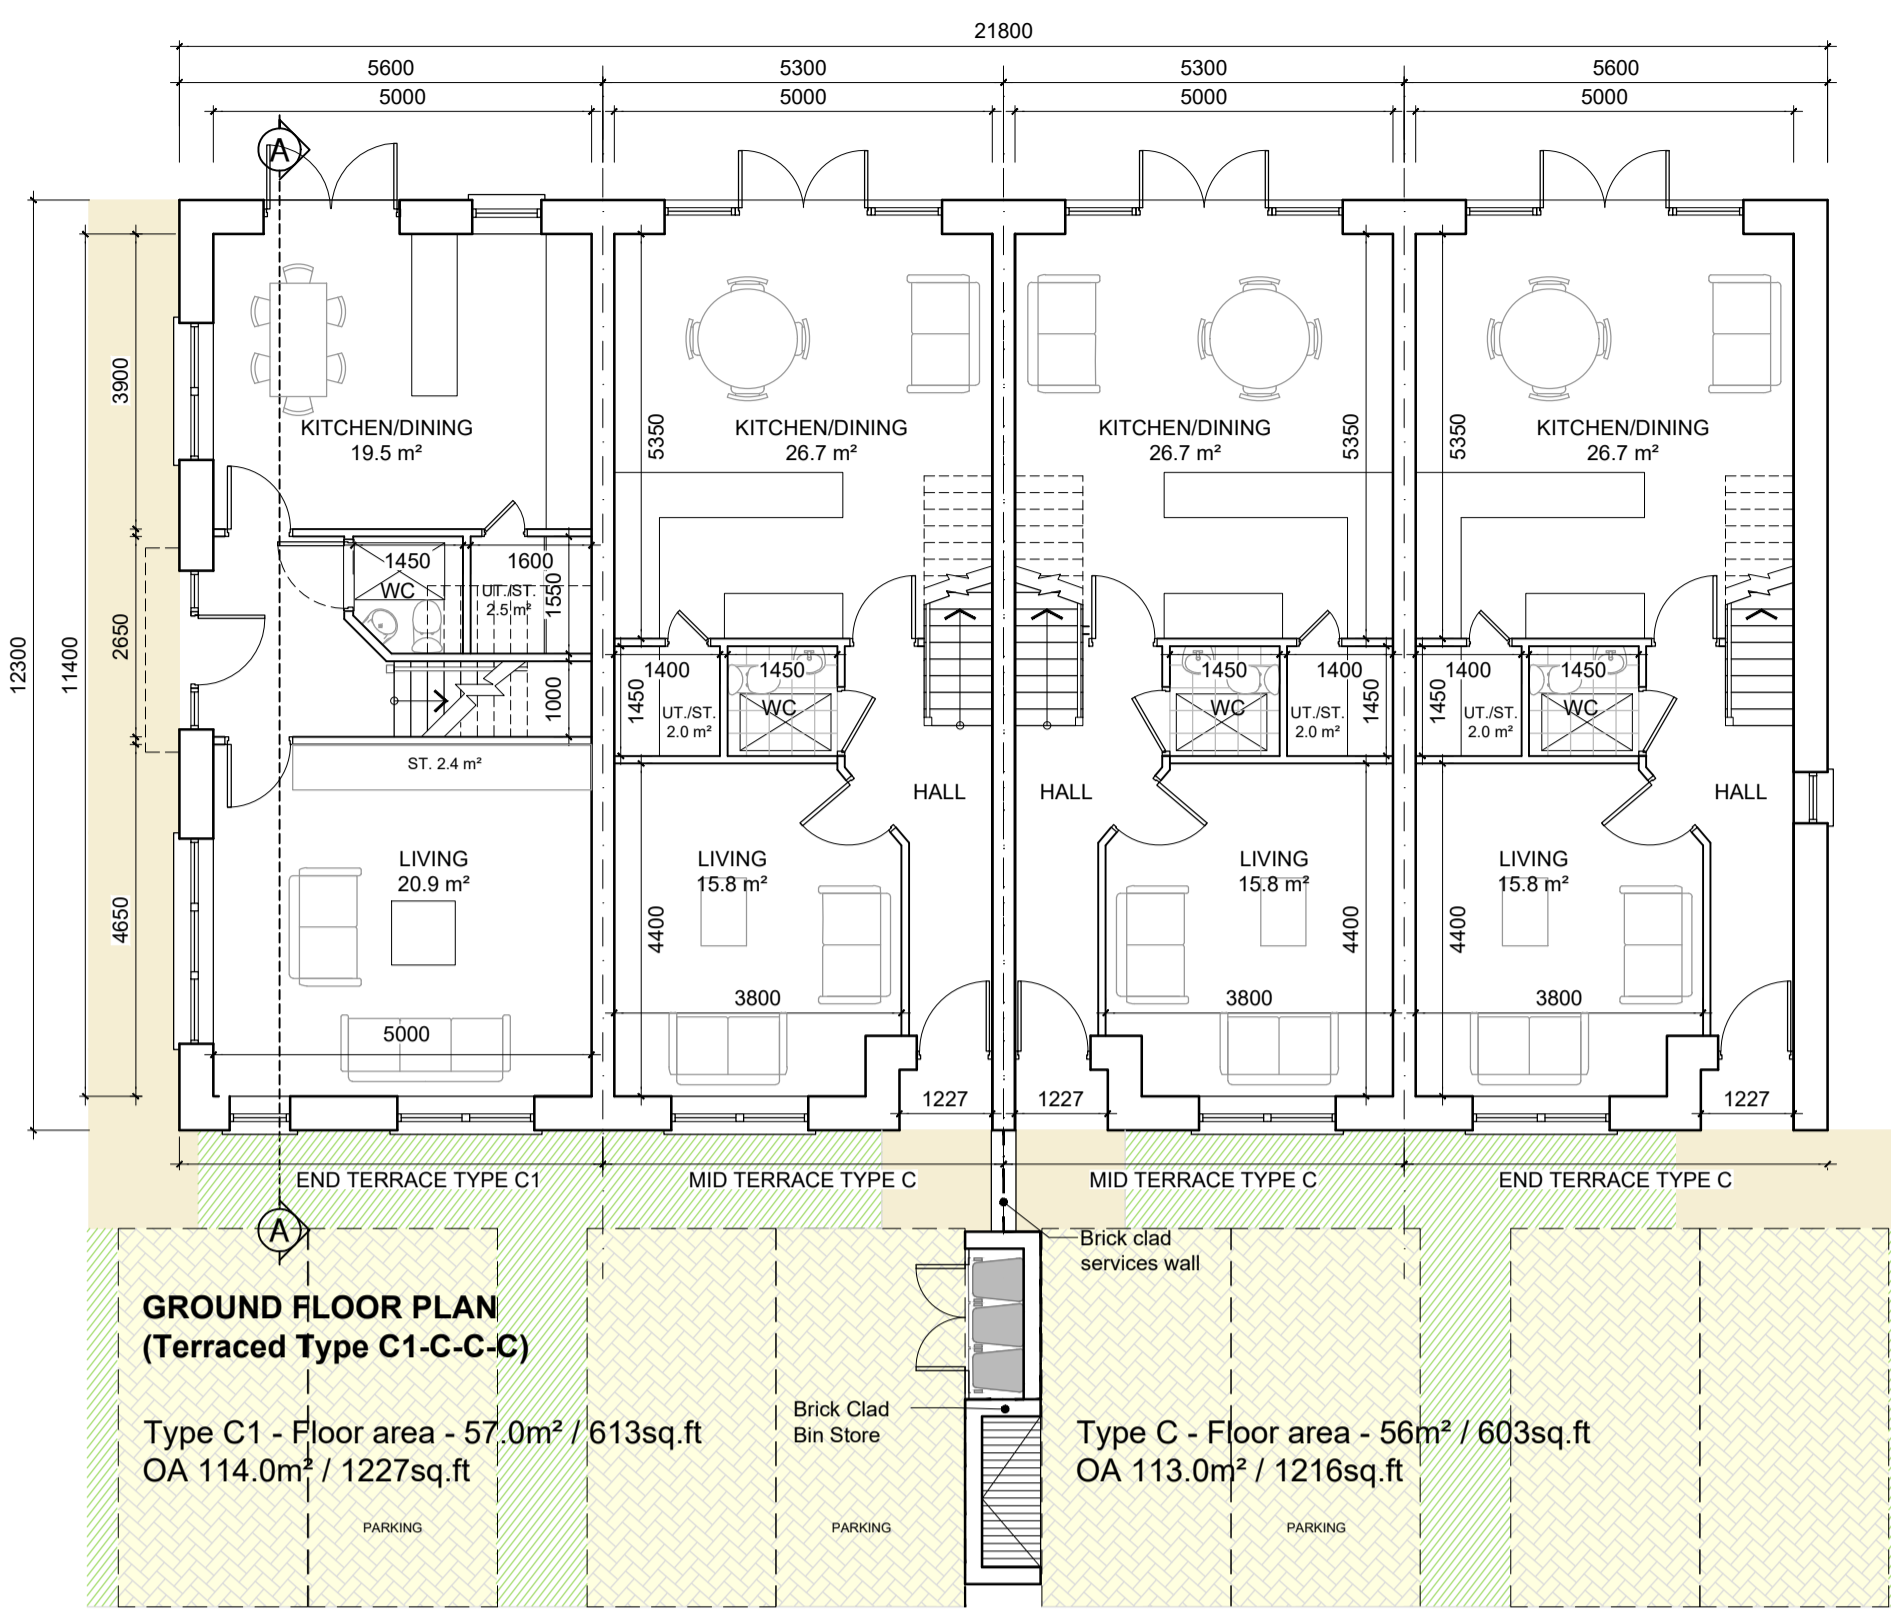 21800
5600 5300 5300 5600
5000 5000 5000 5000
A
12300
11400
3900
2650
4650
KITCHEN/DINING
19.5 m²
KITCHEN/DINING
26.7 m²
KITCHEN/DINING
26.7 m²
KITCHEN/DINING
26.7 m²
5350
5350
5350
1450
WC
1600
UT./ST.
2.5 m²
1550
1000
ST. 2.4 m²
1400
1450
1450
WC
UT./ST.
2.0 m²
1450
WC
1400
1450
UT./ST.
2.0 m²
1400
1450
1450
WC
UT./ST.
2.0 m²
HALL
HALL
HALL
LIVING
20.9 m²
LIVING
15.8 m²
LIVING
15.8 m²
LIVING
15.8 m²
4400
4400
4400
5000
3800
3800
3800
1227
1227
1227
END TERRACE TYPE C1
MID TERRACE TYPE C
MID TERRACE TYPE C
END TERRACE TYPE C
A
Brick clad
services wall
GROUND FLOOR PLAN
(Terraced Type C1-C-C-C)
Type C1 - Floor area - 57.0m² / 613sq.ft
OA 114.0m² / 1227sq.ft
Brick Clad
Bin Store
Type C - Floor area - 56m² / 603sq.ft
OA 113.0m² / 1216sq.ft
PARKING
PARKING
PARKING